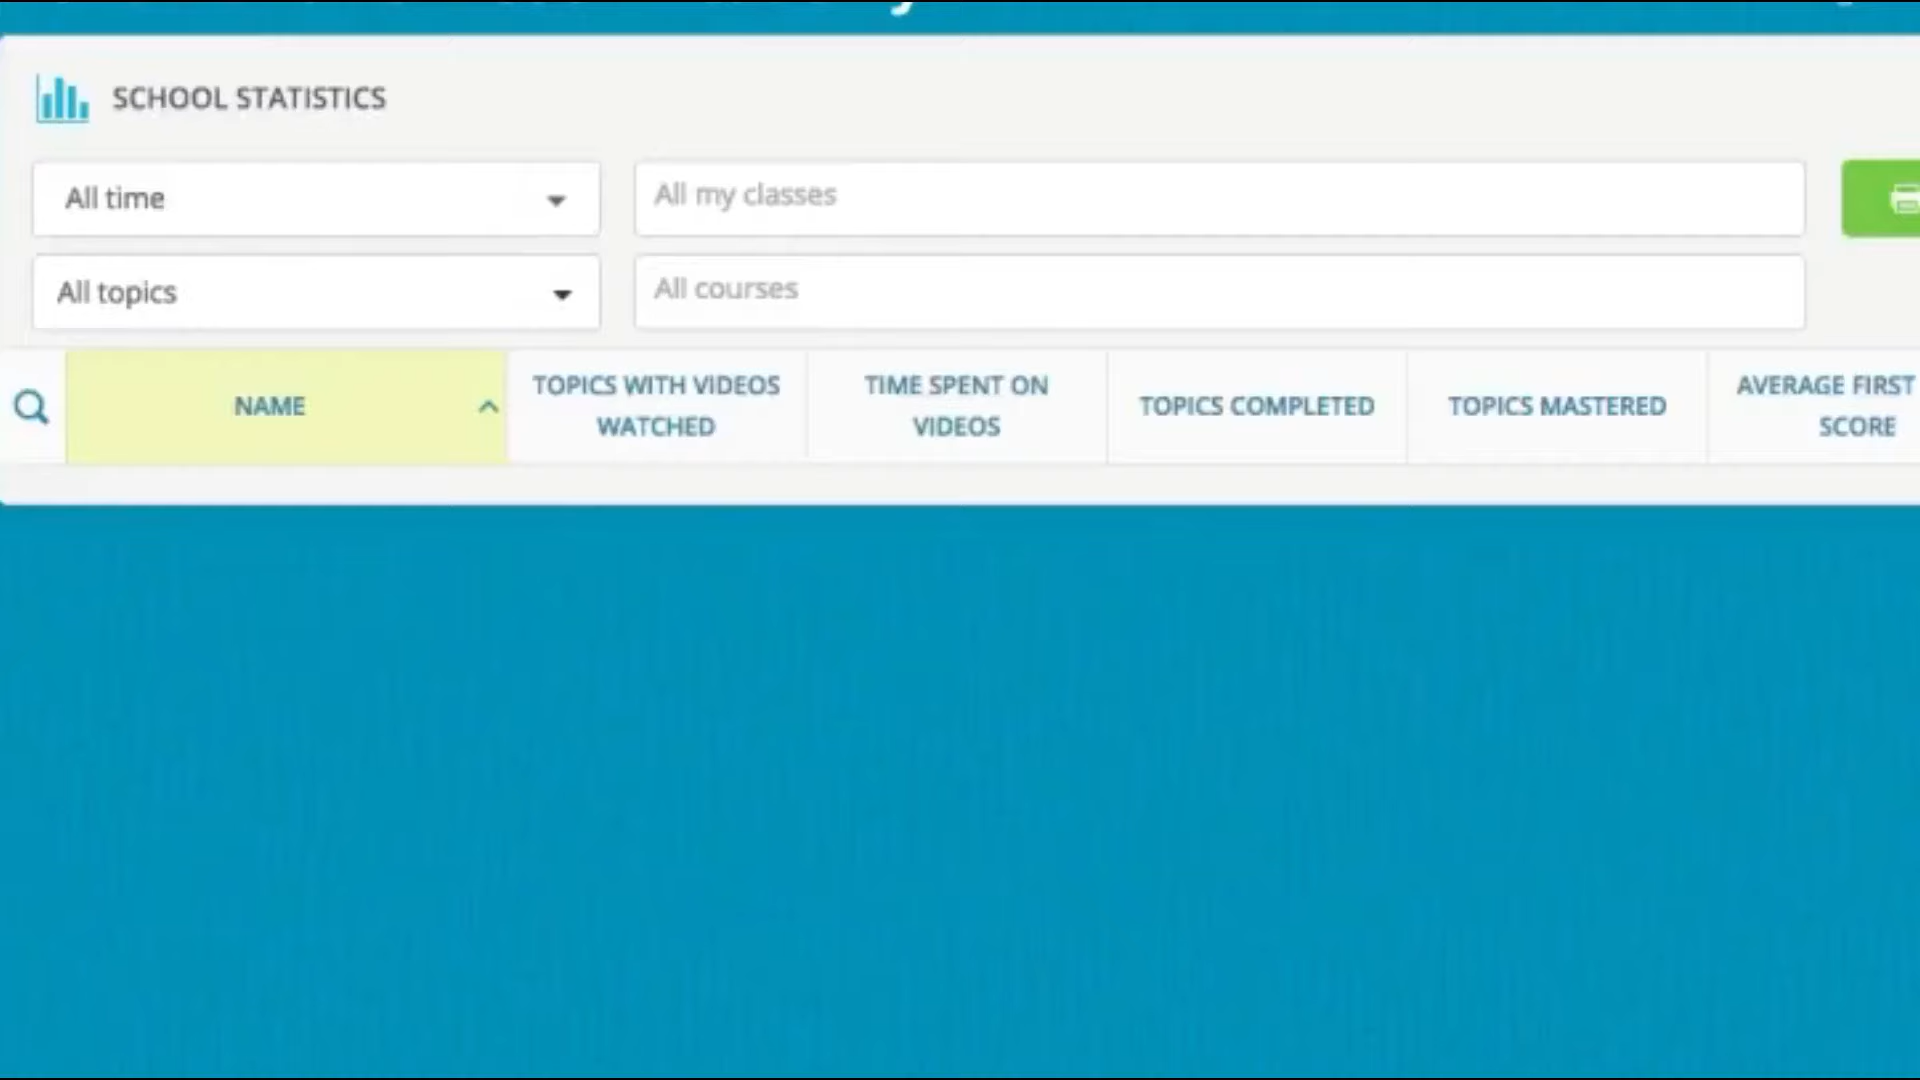 SCHOOL STATISTICS
All time
All my classes
All topics
All courses
NAME
TOPICS WITH VIDEOS
WATCHED
TIME SPENT ON
VIDEOS
TOPICS COMPLETED
TOPICS MASTERED
AVERAGE FIRST
SCORE